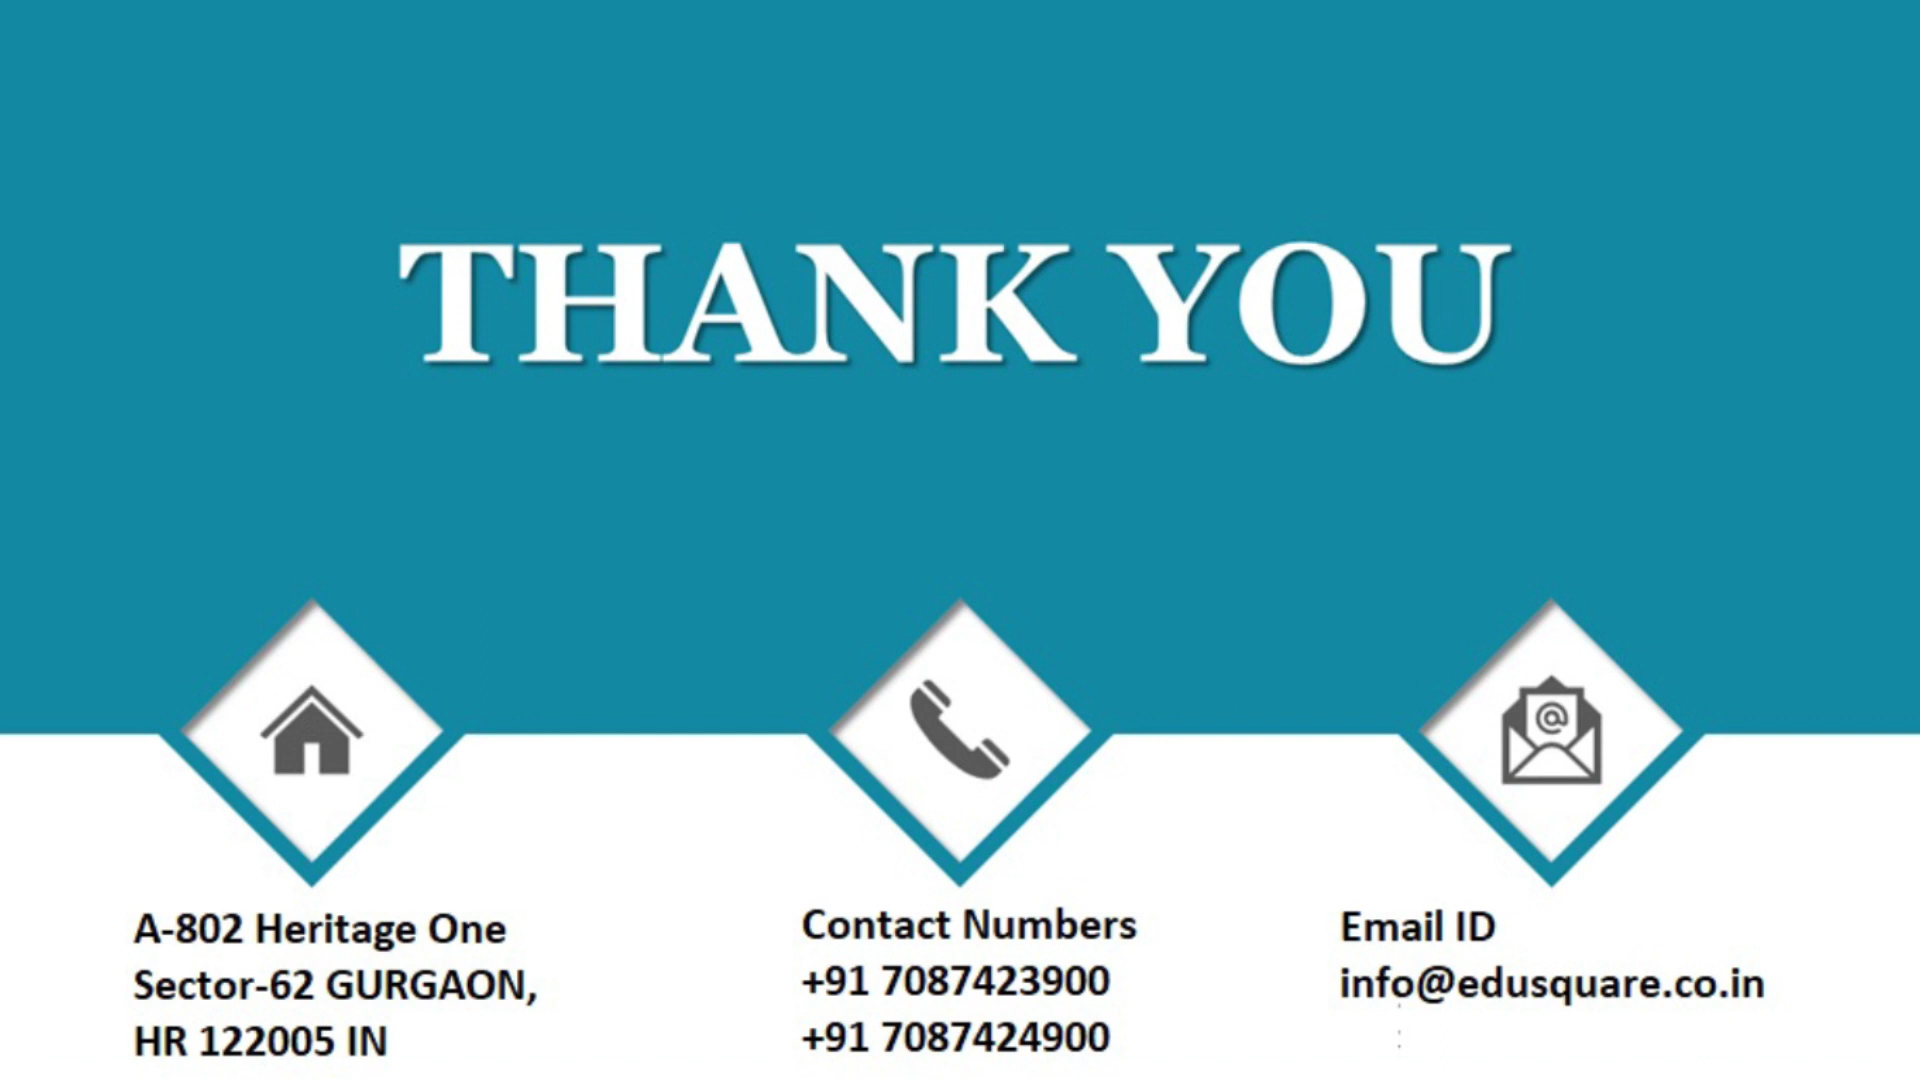 THANK YOU
A-802 Heritage One
Sector-62 GURGAON,
HR 122005 IN
Contact Numbers
+91 7087423900
+91 7087424900
Email ID
info@edusquare.co.in